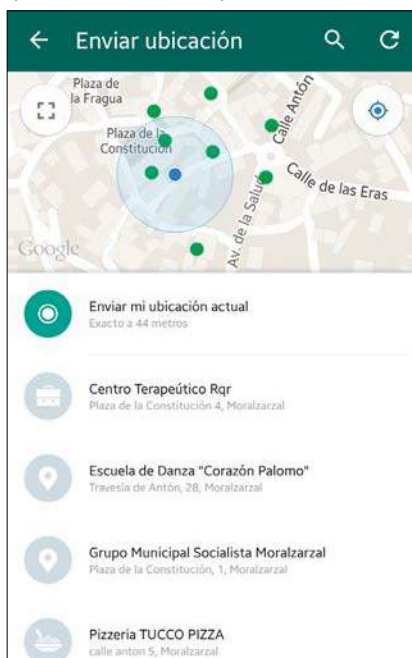 Enviar ubicación
Plaza de
la Fragua
Plaza de la
Constitución
Calle Antón
Calle de las Eras
Av. de la Salud
Google
Enviar mi ubicación actual
Exacto a 44 metros
Centro Terapeútico Rqr
Plaza de la Constitución 4, Moralzarzal
Escuela de Danza "Corazón Palomo"
Travesía de Antón, 28, Moralzarzal
Grupo Municipal Socialista Moralzarzal
Plaza de la Constitución, 1, Moralzarzal
Pizzeria TUCCO PIZZA
calle anton 5, Moralzarzal